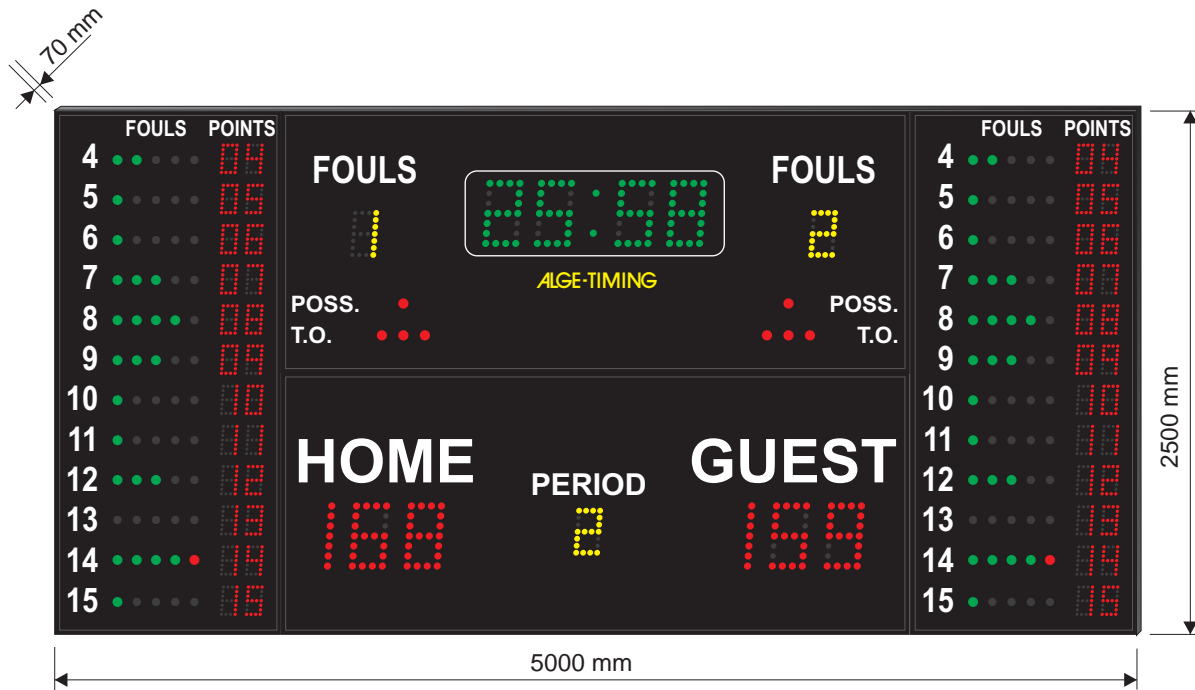 70 mm
FOULS POINTS
4 04
5 05
6 06
7 07
8 08
9 09
10 10
11 11
12 12
13 13
14 14
15 15
FOULS
1
25:58
ALGE-TIMING
FOULS
2
POSS.
T.O.
POSS.
T.O.
HOME
168
PERIOD
2
GUEST
159
FOULS POINTS
4 04
5 05
6 06
7 07
8 08
9 09
10 10
11 11
12 12
13 13
14 14
15 15
2500 mm
5000 mm